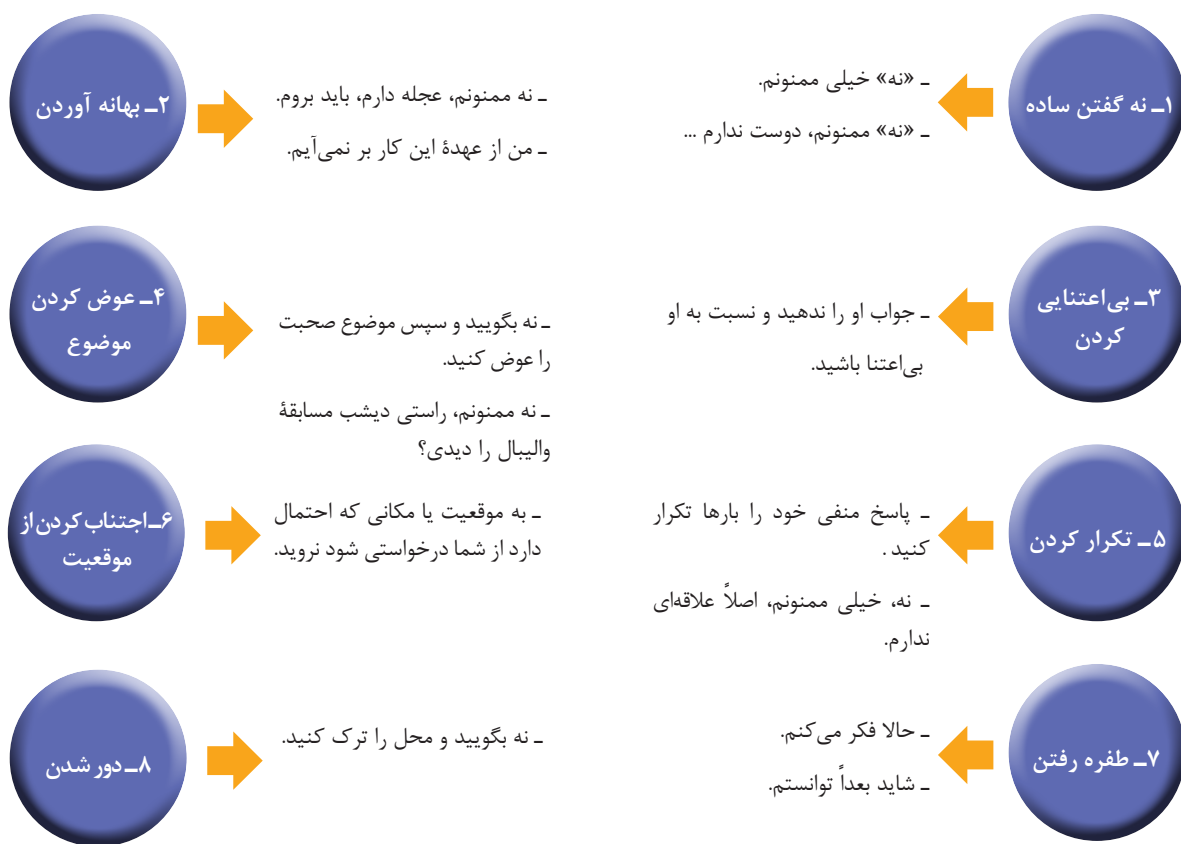 ۱ـ نه گفتن ساده
ـ «نه» خیلی ممنونم.
ـ «نه» ممنونم، دوست ندارم ...
۲ـ بهانه آوردن
ـ نه ممنونم، عجله دارم، باید بروم.
ـ من از عهدهٔ این کار بر نمی‌آیم.
۳ـ بی‌اعتنایی
کردن
ـ جواب او را ندهید و نسبت به او
بی‌اعتنا باشید.
۴ـ عوض کردن
موضوع
ـ نه بگویید و سپس موضوع صحبت
را عوض کنید.
ـ نه ممنونم، راستی دیشب مسابقهٔ
والیبال را دیدی؟
۵ـ تکرار کردن
ـ پاسخ منفی خود را بارها تکرار
کنید.
ـ نه، خیلی ممنونم، اصلاً علاقه‌ای
ندارم.
۶ـ اجتناب کردن از
موقعیت
ـ به موقعیت یا مکانی که احتمال
دارد از شما درخواستی شود نروید.
۷ـ طفره رفتن
ـ حالا فکر می‌کنم.
ـ شاید بعداً توانستم.
۸ـ دور شدن
ـ نه بگویید و محل را ترک کنید.